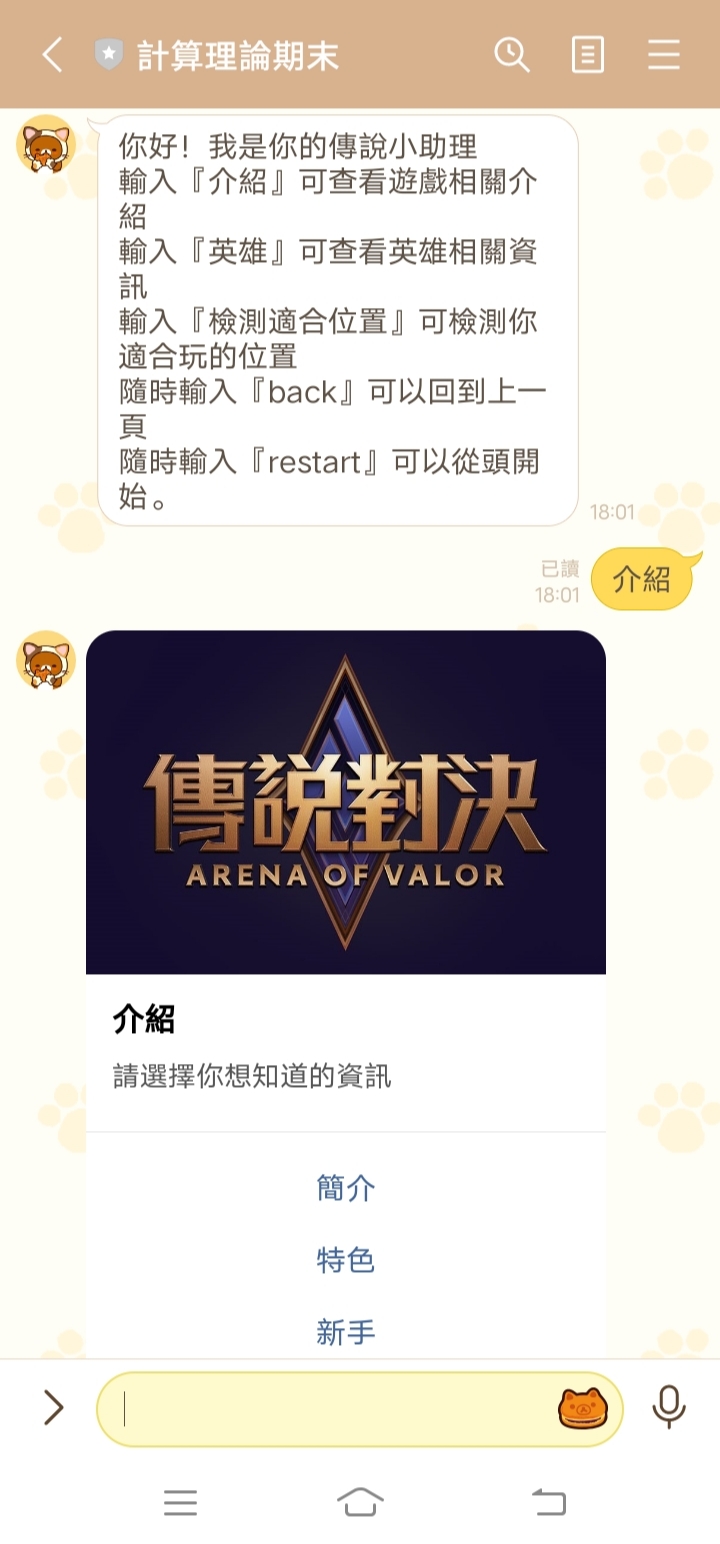 計算理論期末
你好！我是你的傳說小助理
輸入『介紹』可查看遊戲相關介
紹
輸入『英雄』可查看英雄相關資
訊
輸入『檢測適合位置』可檢測你
適合玩的位置
隨時輸入『back』可以回到上一
頁
隨時輸入『restart』可以從頭開
始。
18:01
已讀
18:01
介紹
傳說對決
ARENA OF VALOR
介紹
請選擇你想知道的資訊
簡介
特色
新手